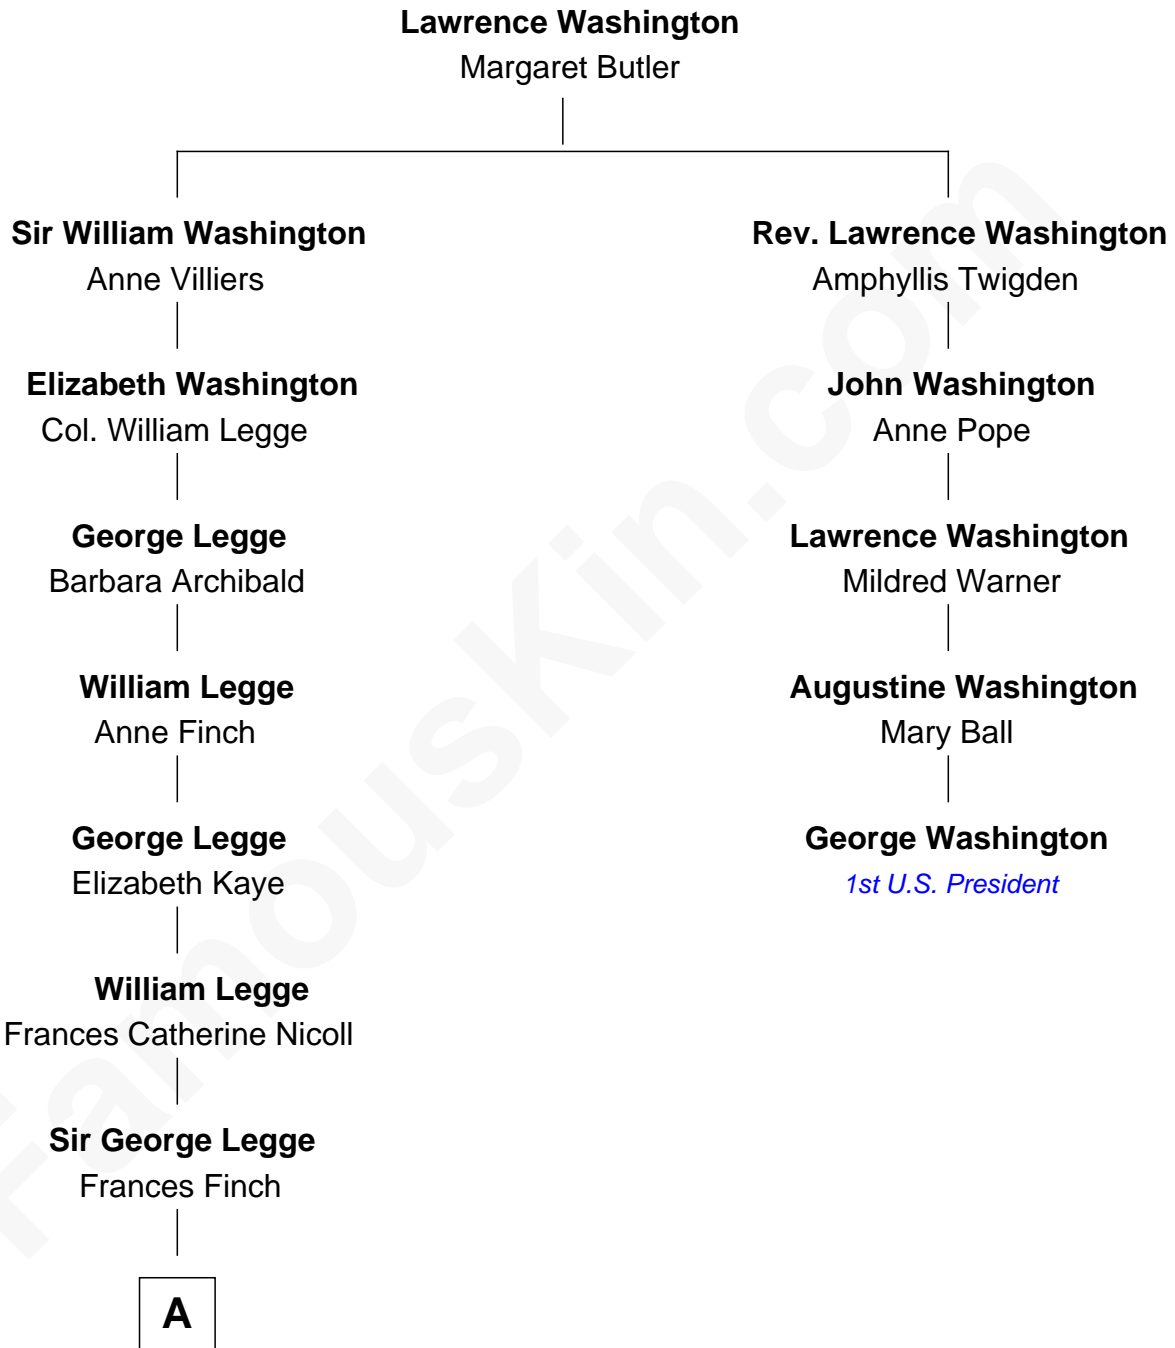 Lawrence Washington
Margaret Butler
Sir William Washington
Anne Villiers
Rev. Lawrence Washington
Amphyllis Twigden
Elizabeth Washington
Col. William Legge
John Washington
Anne Pope
George Legge
Barbara Archibald
Lawrence Washington
Mildred Warner
William Legge
Anne Finch
Augustine Washington
Mary Ball
George Legge
Elizabeth Kaye
George Washington
1st U.S. President
William Legge
Frances Catherine Nicoll
Sir George Legge
Frances Finch
A
FamousKin.com